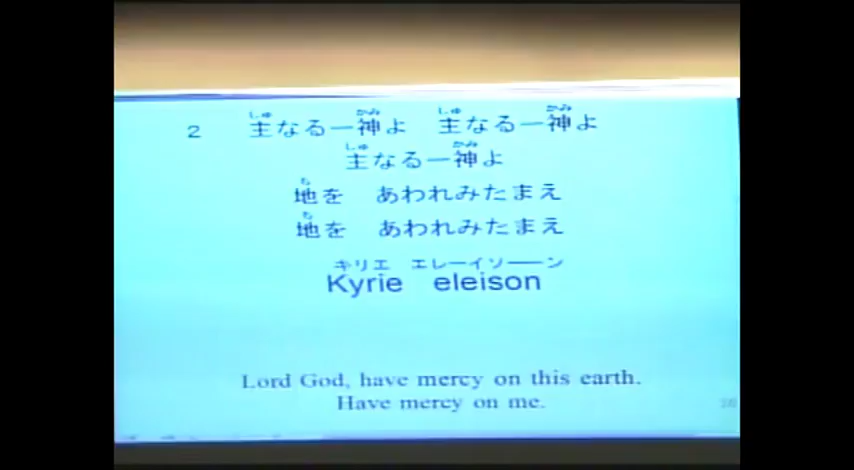 2 主なる一神よ 主なる一神よ
主なる一神よ
地を あわれみたまえ
地を あわれみたまえ
キリエ エレーイソーーン
Kyrie eleison
Lord God, have mercy on this earth.
Have mercy on me.